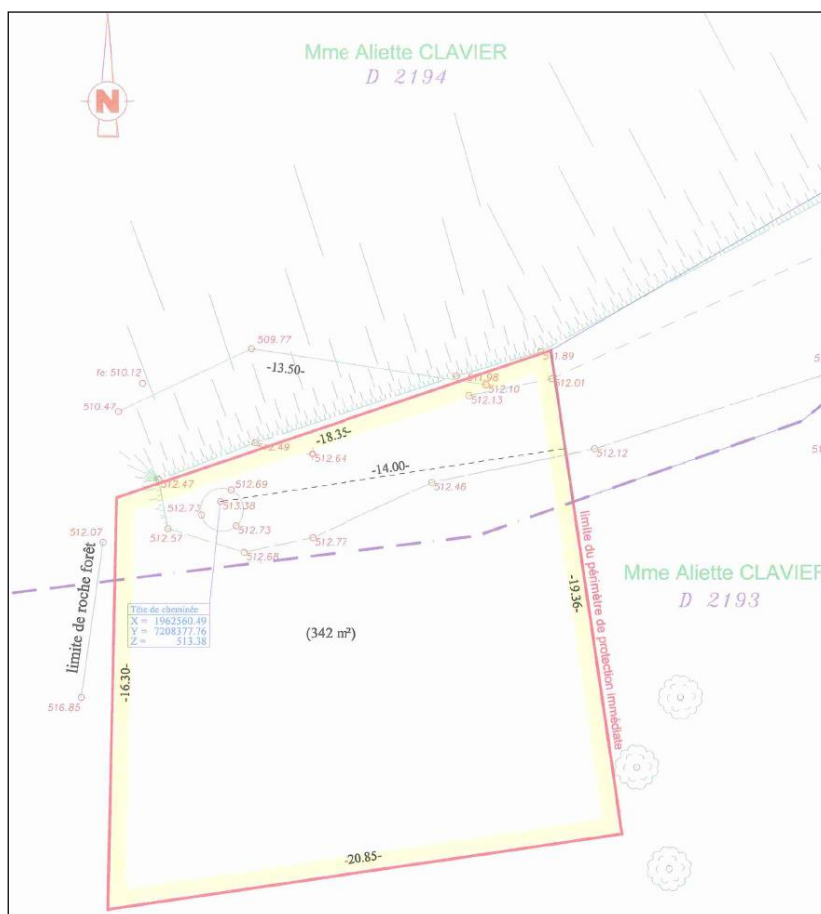 Mme Aliette CLAVIER
D 2194
N
509.77
fe: 510.12
-13.50-
510.47
511.98
512.10
512.13
511.89
512.01
-18.35-
512.64
512.12
512.47
-14.00-
512.46
512.69
513.38
512.73
512.73
512.57
512.68
512.77
512.07
limite de roche forêt
516.85
-16.30-
Tête de cheminée
X = 1962560.49
Y = 7208377.76
Z = 513.38
(342 m²)
-19.36-
limite du périmètre de protection immédiate
Mme Aliette CLAVIER
D 2193
-20.85-